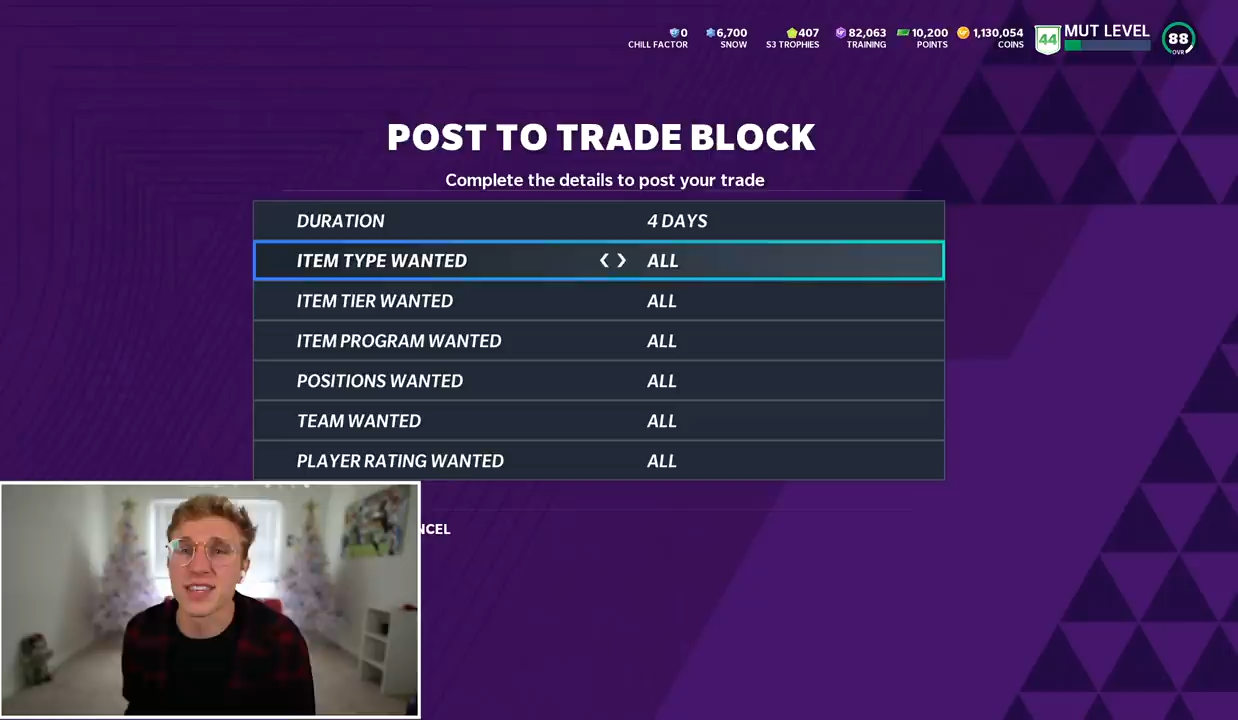 0 6,700 407 82,063 10,200 1,130,054
CHILL FACTOR SNOW S3 TROPHIES TRAINING POINTS COINS
44 MUT LEVEL 88 OVR
POST TO TRADE BLOCK
Complete the details to post your trade
DURATION 4 DAYS
ITEM TYPE WANTED < > ALL
ITEM TIER WANTED ALL
ITEM PROGRAM WANTED ALL
POSITIONS WANTED ALL
TEAM WANTED ALL
PLAYER RATING WANTED ALL
NCEL